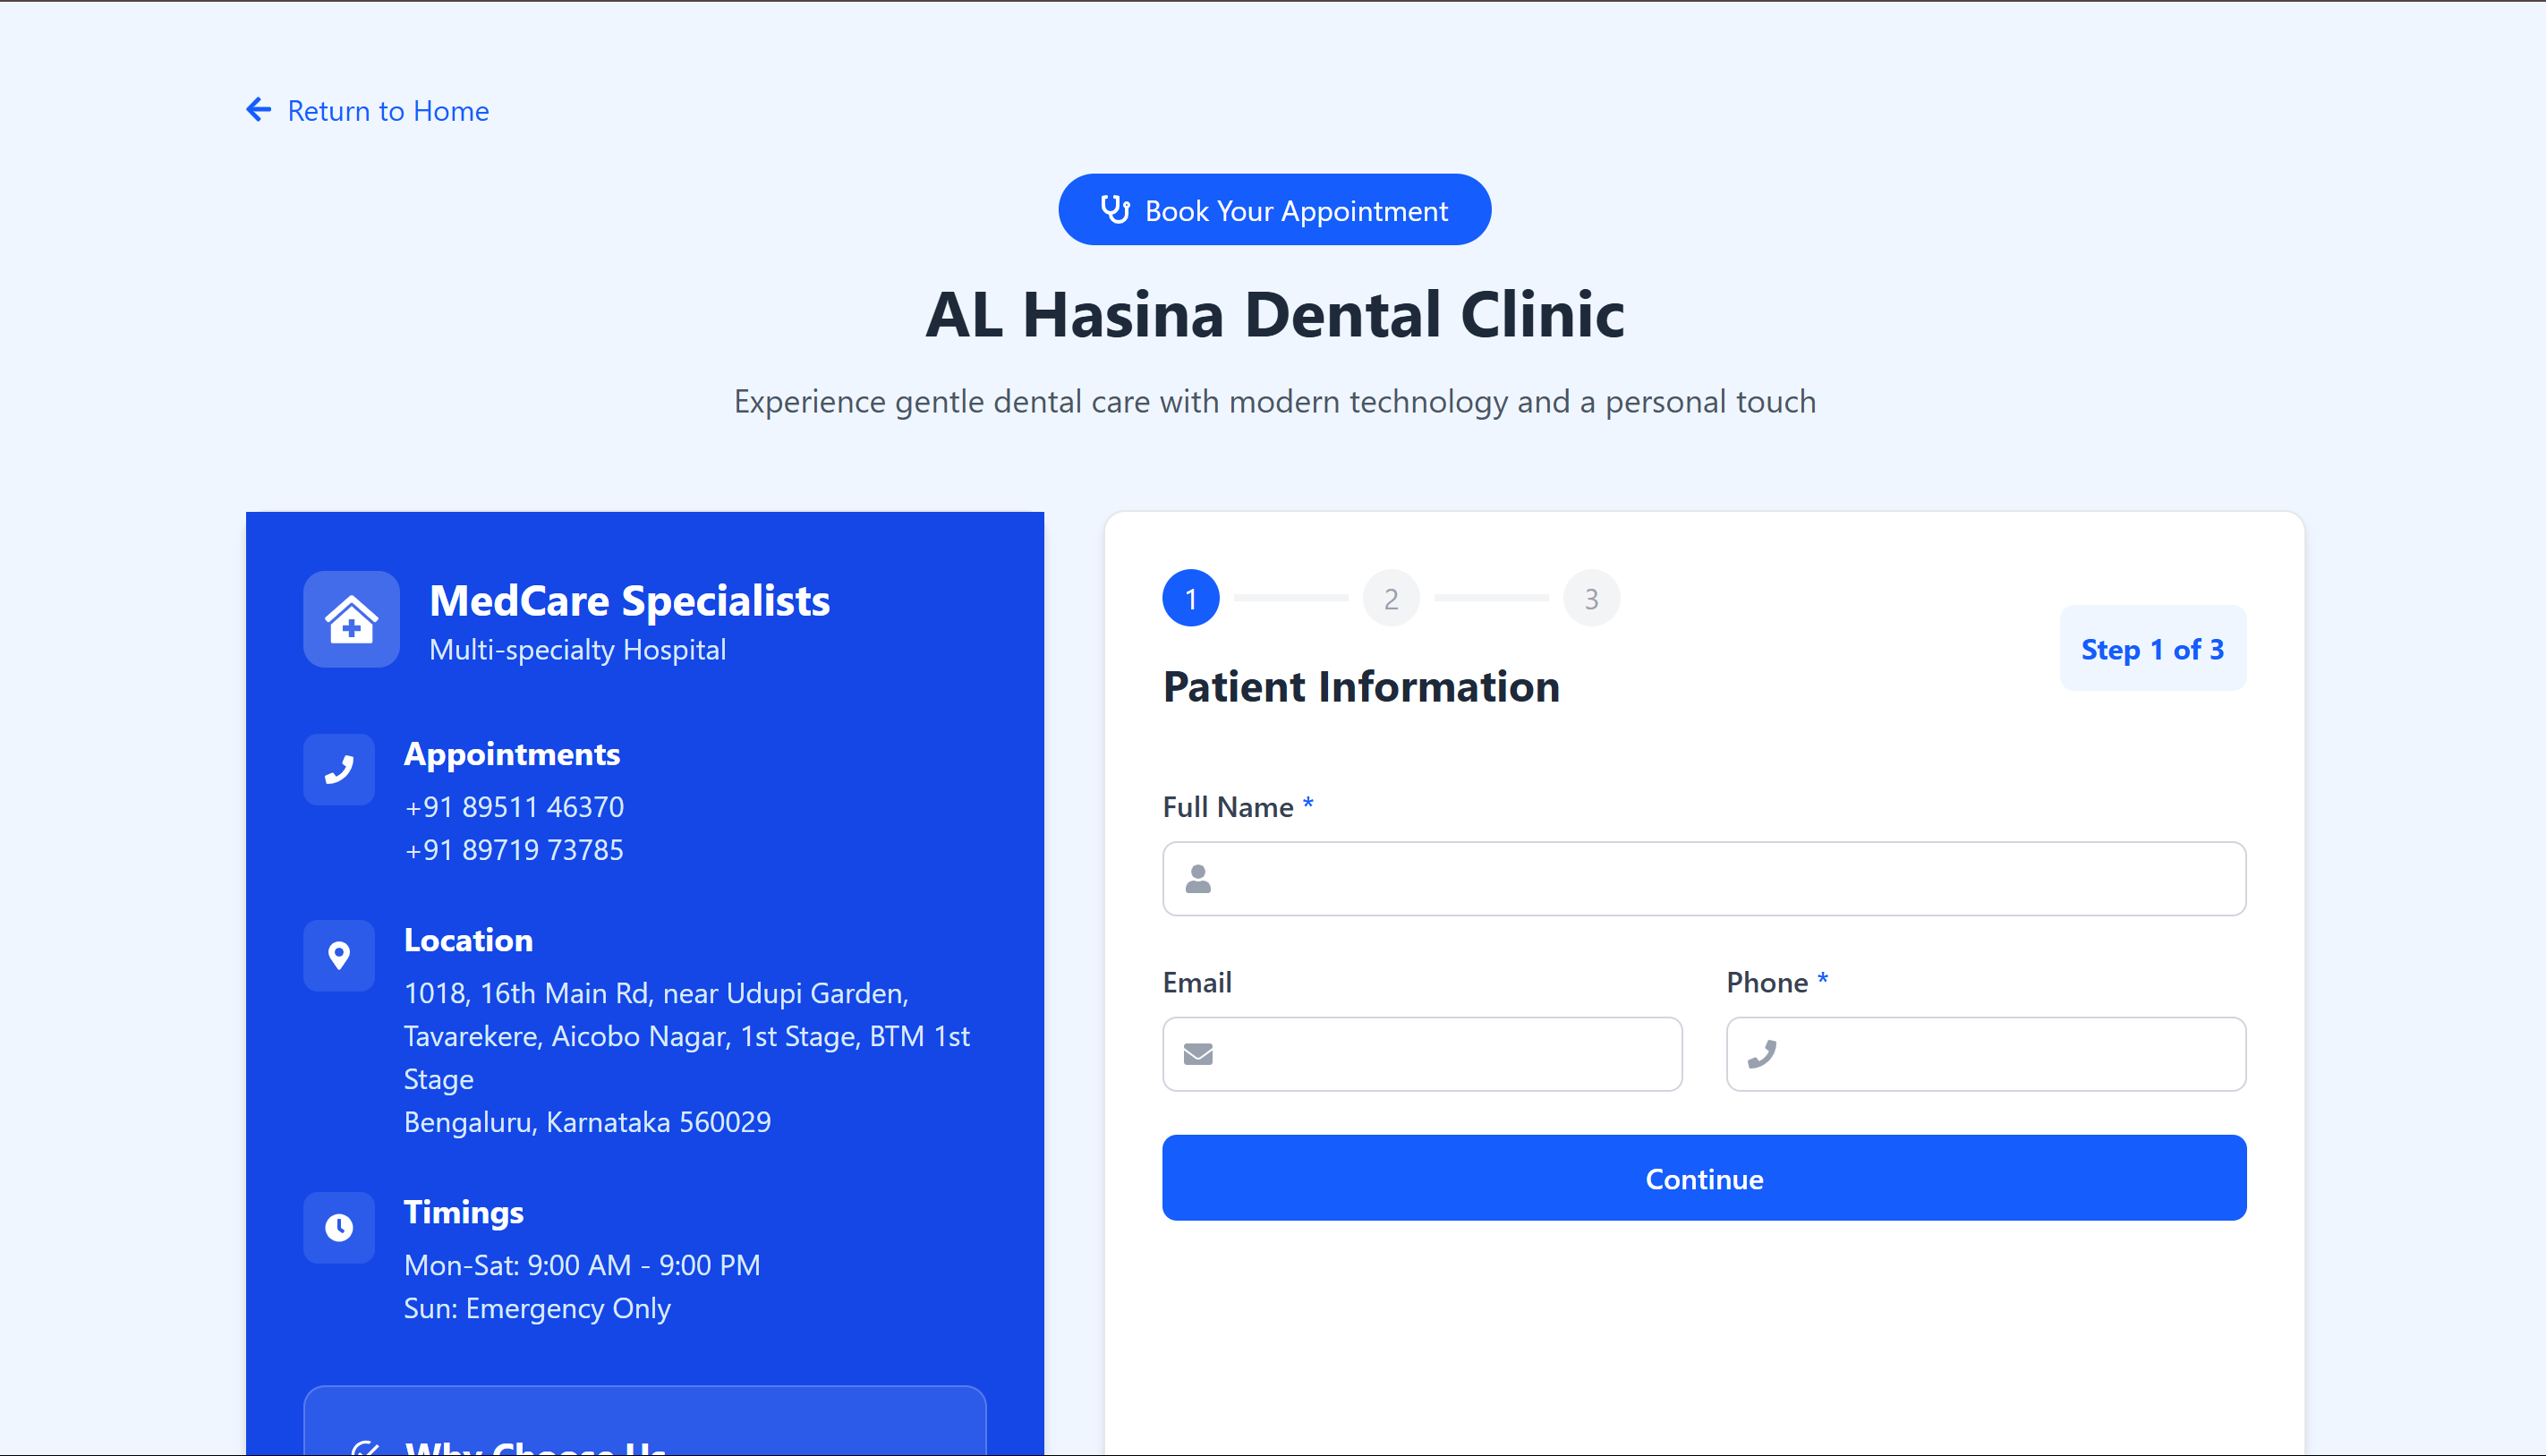 Return to Home
Book Your Appointment
AL Hasina Dental Clinic
Experience gentle dental care with modern technology and a personal touch
MedCare Specialists
Multi-specialty Hospital
Appointments
+91 89511 46370
+91 89719 73785
Location
1018, 16th Main Rd, near Udupi Garden,
Tavarekere, Aicobo Nagar, 1st Stage, BTM 1st
Stage
Bengaluru, Karnataka 560029
Timings
Mon-Sat: 9:00 AM - 9:00 PM
Sun: Emergency Only
Why Choose Us
1
2
3
Step 1 of 3
Patient Information
Full Name *
Email
Phone *
Continue